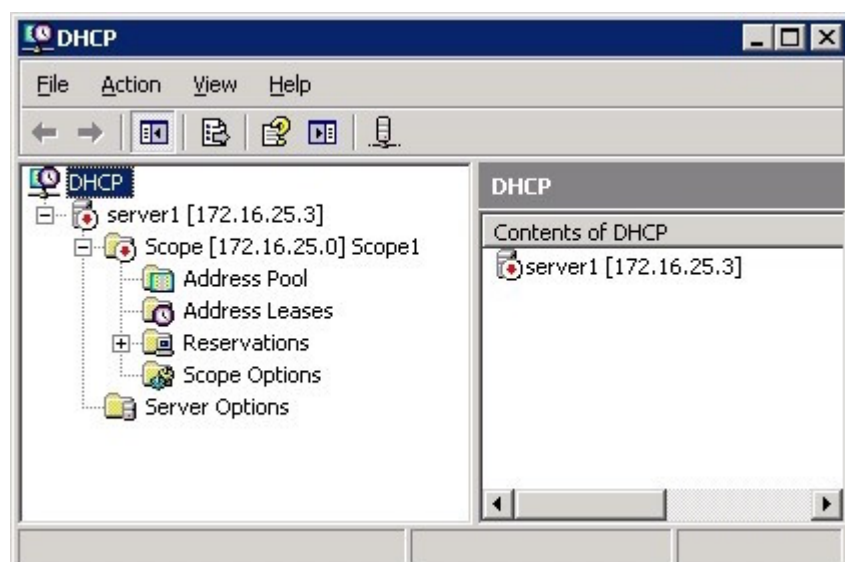 DHCP
File Action View Help
DHCP
server1 [172.16.25.3]
Scope [172.16.25.0] Scope1
Address Pool
Address Leases
Reservations
Scope Options
Server Options
DHCP
Contents of DHCP
server1 [172.16.25.3]